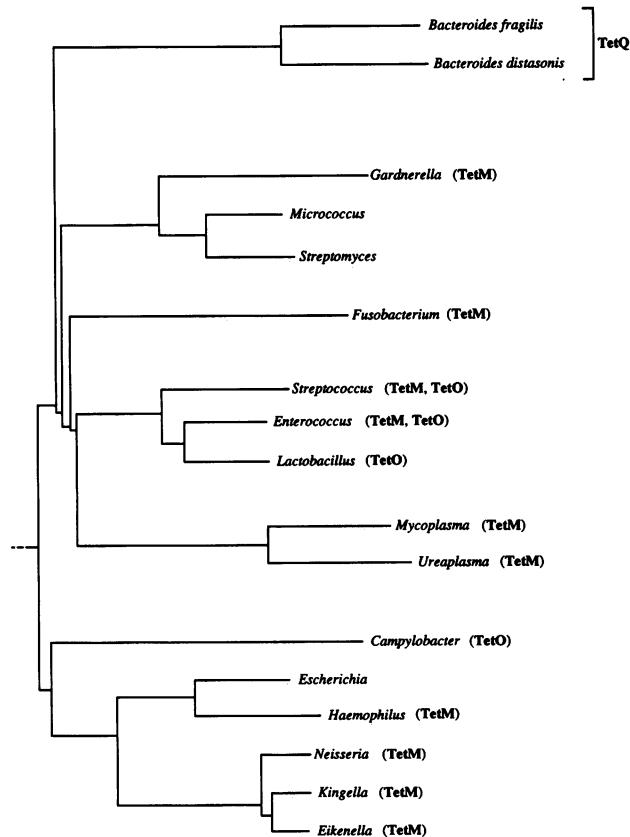 Bacteroides fragilis
TetQ
Bacteroides distasonis
Gardnerella (TetM)
Micrococcus
Streptomyces
Fusobacterium (TetM)
Streptococcus (TetM, TetO)
Enterococcus (TetM, TetO)
Lactobacillus (TetO)
Mycoplasma (TetM)
Ureaplasma (TetM)
Campylobacter (TetO)
Escherichia
Haemophilus (TetM)
Neisseria (TetM)
Kingella (TetM)
Eikenella (TetM)